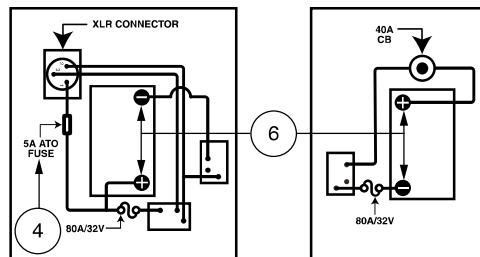 XLR CONNECTOR
40A
CB
5A ATO
FUSE
6
4
80A/32V
80A/32V